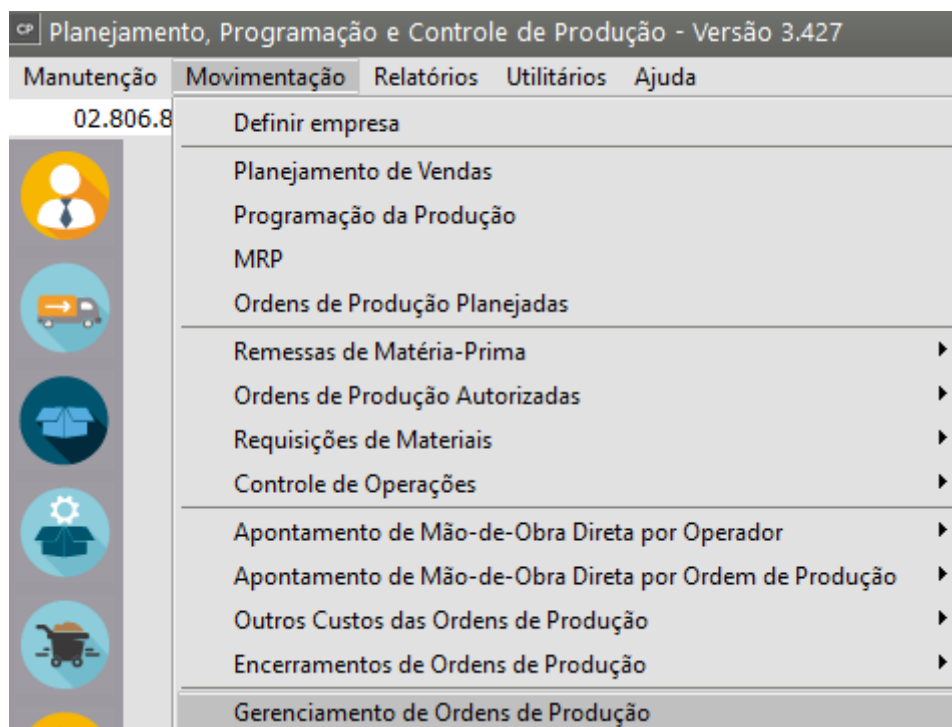 CP Planejamento, Programação e Controle de Produção - Versão 3.427
Manutenção Movimentação Relatórios Utilitários Ajuda
02.806.8
Definir empresa
Planejamento de Vendas
Programação da Produção
MRP
Ordens de Produção Planejadas
Remessas de Matéria-Prima
Ordens de Produção Autorizadas
Requisições de Materiais
Controle de Operações
Apontamento de Mão-de-Obra Direta por Operador
Apontamento de Mão-de-Obra Direta por Ordem de Produção
Outros Custos das Ordens de Produção
Encerramentos de Ordens de Produção
Gerenciamento de Ordens de Produção